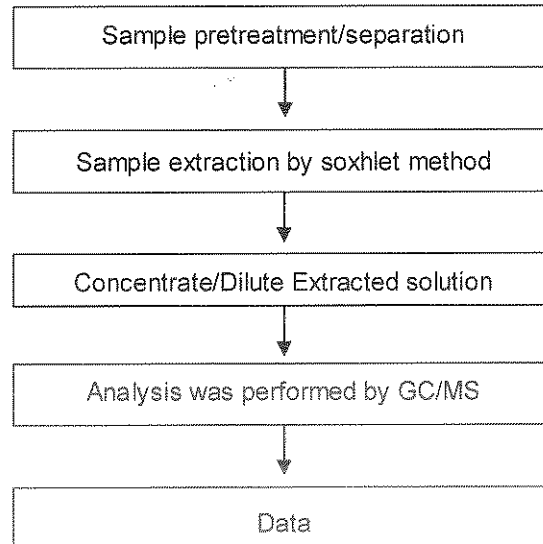 Sample pretreatment/separation
Sample extraction by soxhlet method
Concentrate/Dilute Extracted solution
Analysis was performed by GC/MS
Data